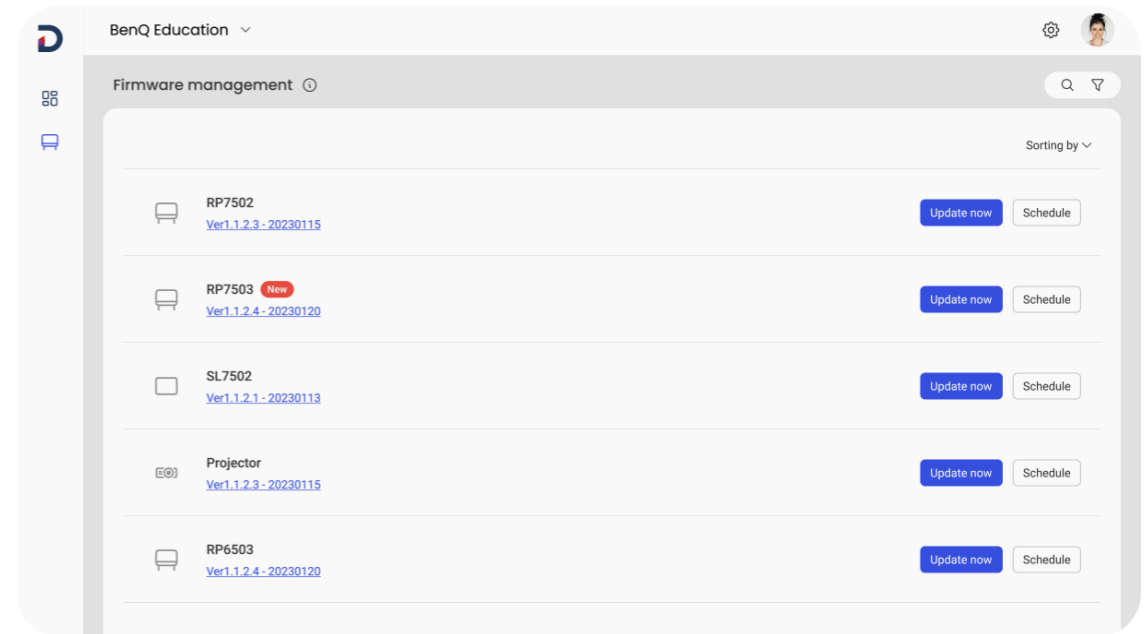 BenQ Education
Firmware management
Sorting by
RP7502
Ver1.1.2.3 - 20230115
Update now
Schedule
RP7503 New
Ver1.1.2.4 - 20230120
Update now
Schedule
SL7502
Ver1.1.2.1 - 20230113
Update now
Schedule
Projector
Ver1.1.2.3 - 20230115
Update now
Schedule
RP6503
Ver1.1.2.4 - 20230120
Update now
Schedule